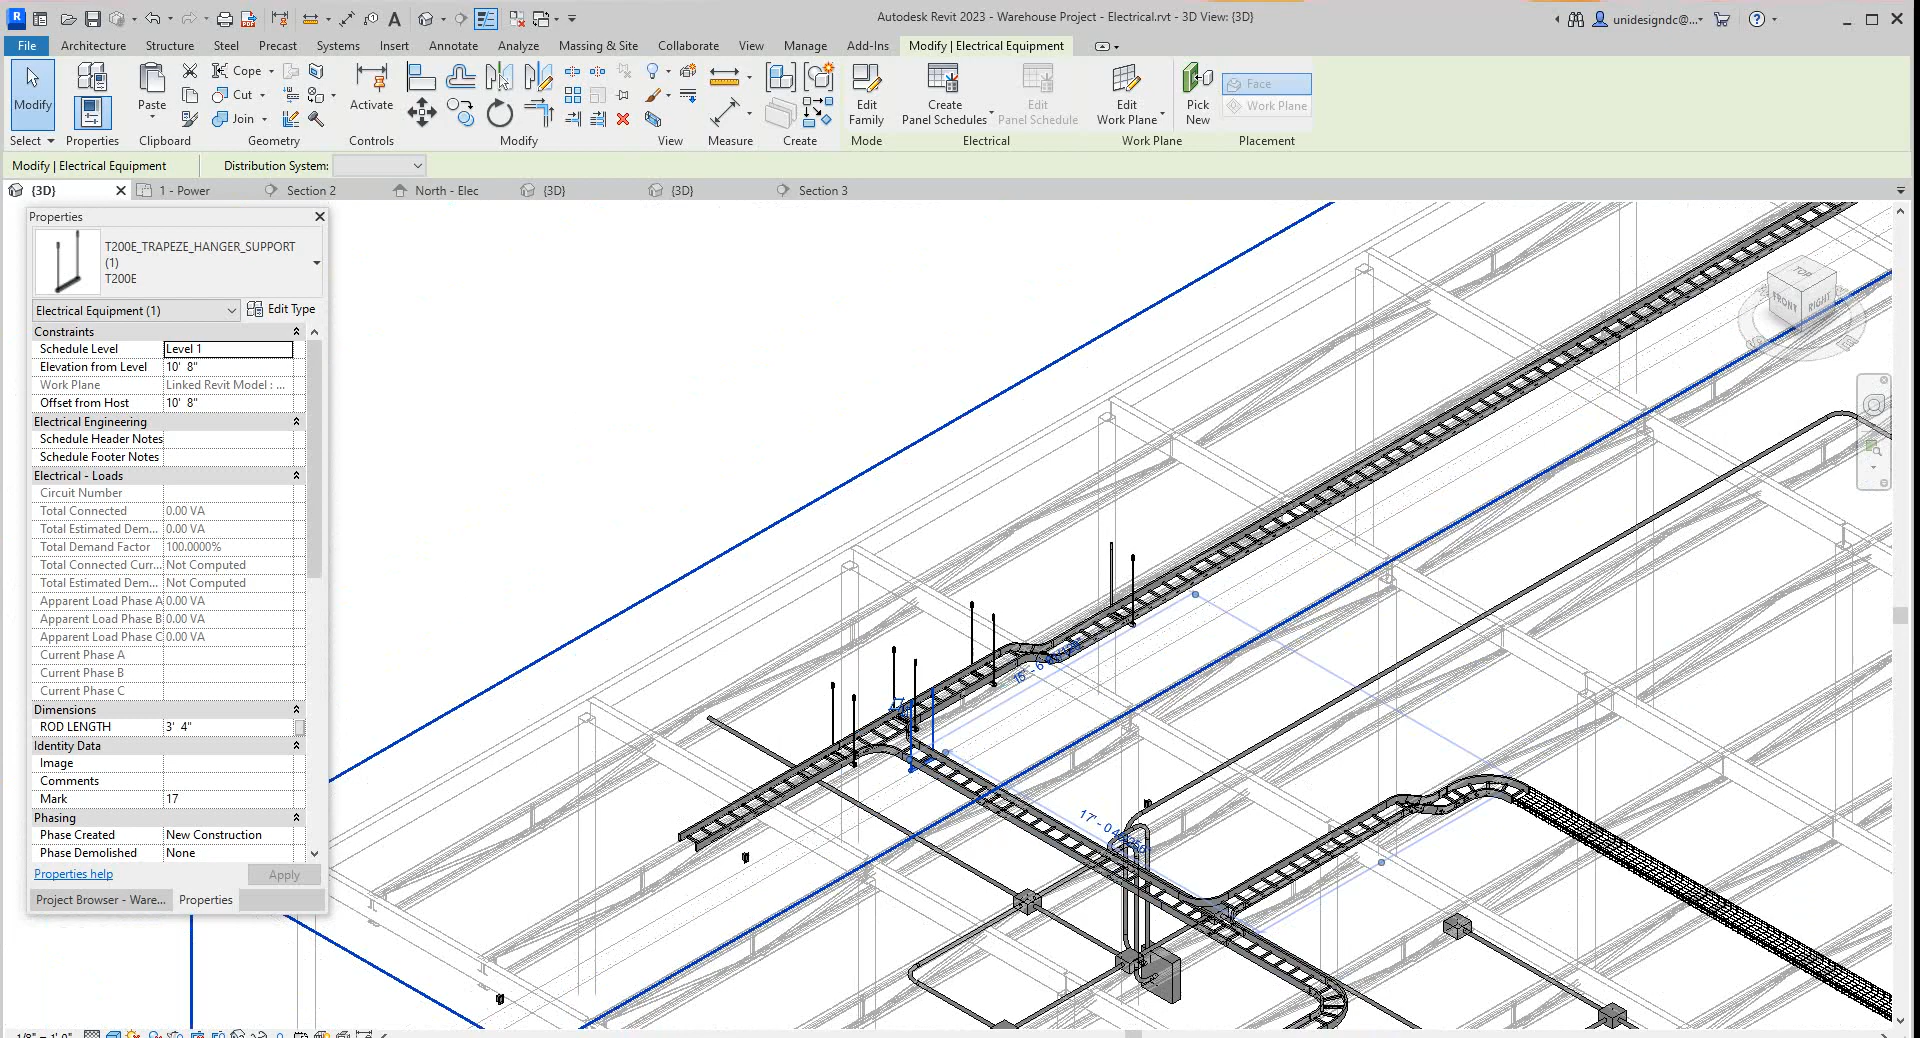 Autodesk Revit 2023 - Warehouse Project - Electrical.rvt - 3D View: {3D}
unidesigndc@...
File Architecture Structure Steel Precast Systems Insert Annotate Analyze Massing & Site Collaborate View Manage Add-Ins Modify | Electrical Equipment
Modify
Paste
Cope
Cut
Join
Activate
Edit Family
Create Panel Schedules
Edit Panel Schedule
Edit Work Plane
Pick New
Face
Work Plane
Select Properties Clipboard Geometry Controls Modify View Measure Create Mode Electrical Work Plane Placement
Modify | Electrical Equipment Distribution System:
{3D} 1 - Power Section 2 North - Elec {3D} {3D} Section 3
Properties
T200E_TRAPEZE_HANGER_SUPPORT
(1)
T200E
Electrical Equipment (1) Edit Type
Constraints
Schedule Level Level 1
Elevation from Level 10' 8"
Work Plane Linked Revit Model : ...
Offset from Host 10' 8"
Electrical Engineering
Schedule Header Notes
Schedule Footer Notes
Electrical - Loads
Circuit Number
Total Connected 0.00 VA
Total Estimated Dem... 0.00 VA
Total Demand Factor 100.0000%
Total Connected Curr... Not Computed
Total Estimated Dem... Not Computed
Apparent Load Phase A 0.00 VA
Apparent Load Phase B 0.00 VA
Apparent Load Phase C 0.00 VA
Current Phase A
Current Phase B
Current Phase C
Dimensions
ROD LENGTH 3' 4"
Identity Data
Image
Comments
Mark 17
Phasing
Phase Created New Construction
Phase Demolished None
Properties help Apply
Project Browser - Ware... Properties
TOP
FRONT
RIGHT